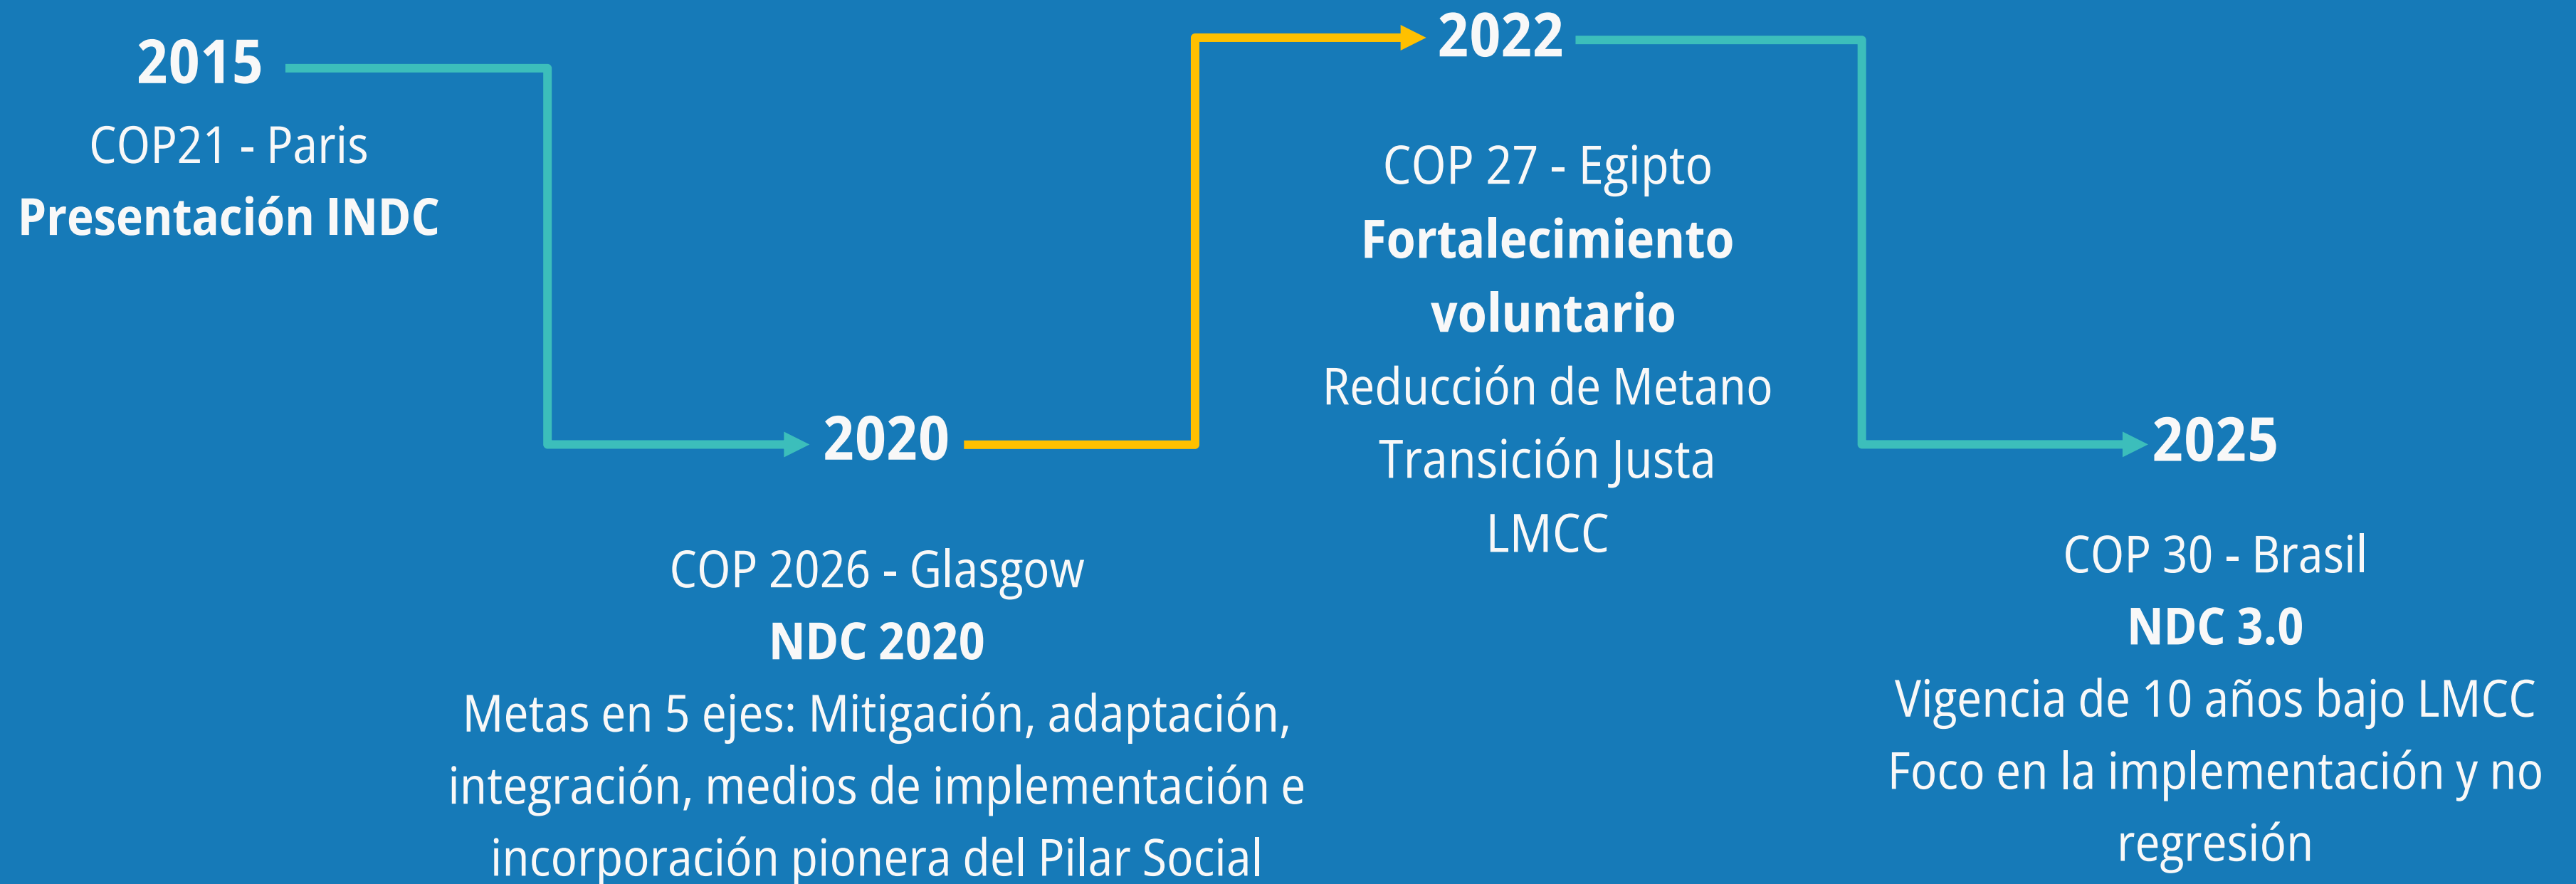 2015
COP21 - Paris
Presentación INDC
2020
COP 2026 - Glasgow
NDC 2020
Metas en 5 ejes: Mitigación, adaptación,
integración, medios de implementación e
incorporación pionera del Pilar Social
2022
COP 27 - Egipto
Fortalecimiento
voluntario
Reducción de Metano
Transición Justa
LMCC
2025
COP 30 - Brasil
NDC 3.0
Vigencia de 10 años bajo LMCC
Foco en la implementación y no
regresión